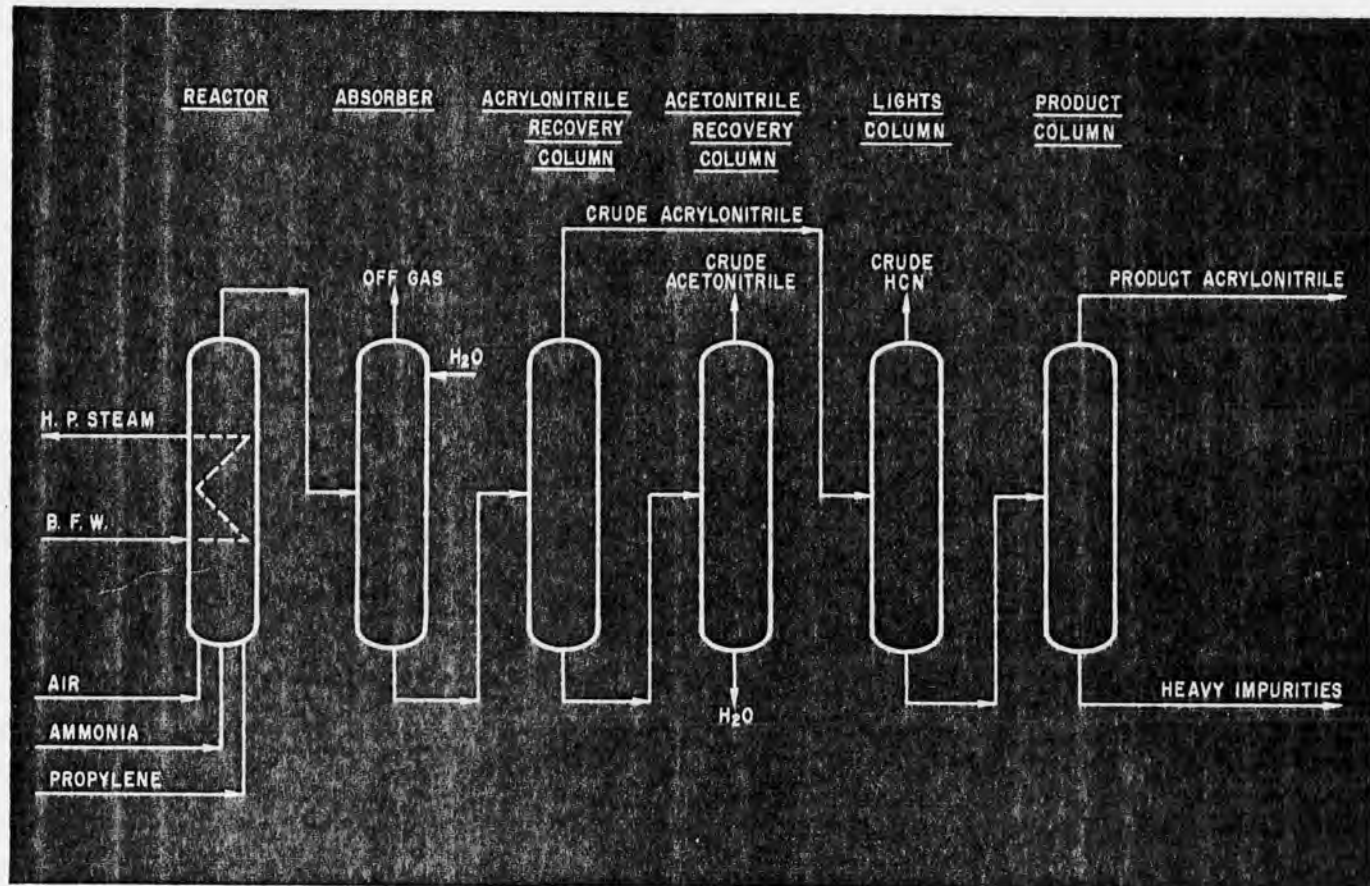 REACTOR
ABSORBER
ACRYLONITRILE
RECOVERY
COLUMN
ACETONITRILE
RECOVERY
COLUMN
LIGHTS
COLUMN
PRODUCT
COLUMN
CRUDE ACRYLONITRILE
OFF GAS
CRUDE
ACETONITRILE
CRUDE
HCN
PRODUCT ACRYLONITRILE
H₂O
H. P. STEAM
B. F. W.
AIR
AMMONIA
PROPYLENE
H₂O
HEAVY IMPURITIES